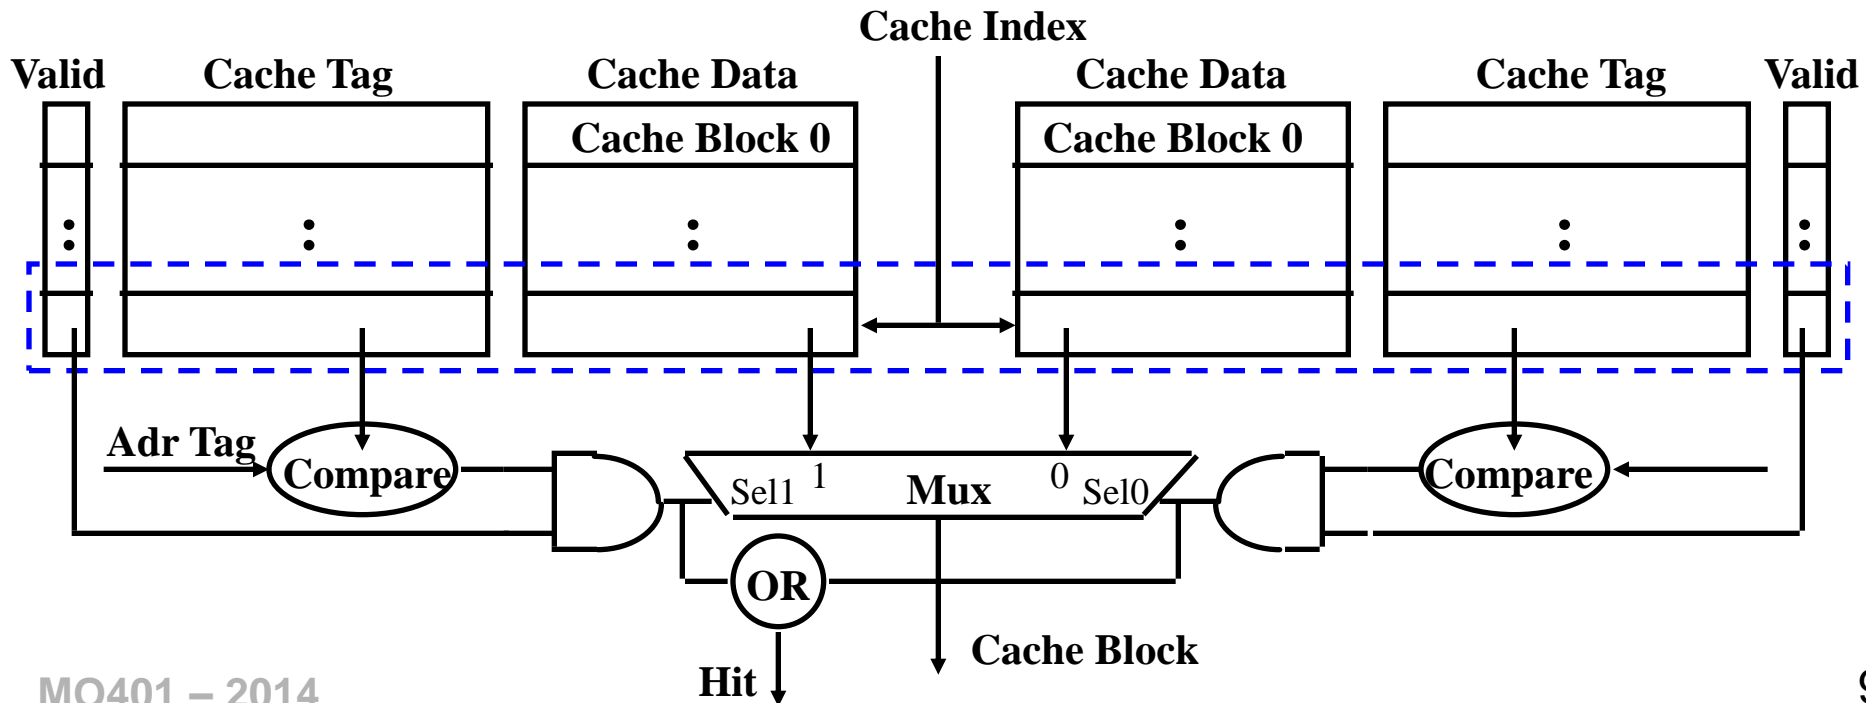 Cache Index
Valid Cache Tag Cache Data Cache Data Cache Tag Valid
Cache Block 0 Cache Block 0
Adr Tag
Compare Sel1 1 Mux 0 Sel0 Compare
OR
Cache Block
Hit
MO401 – 2014 9